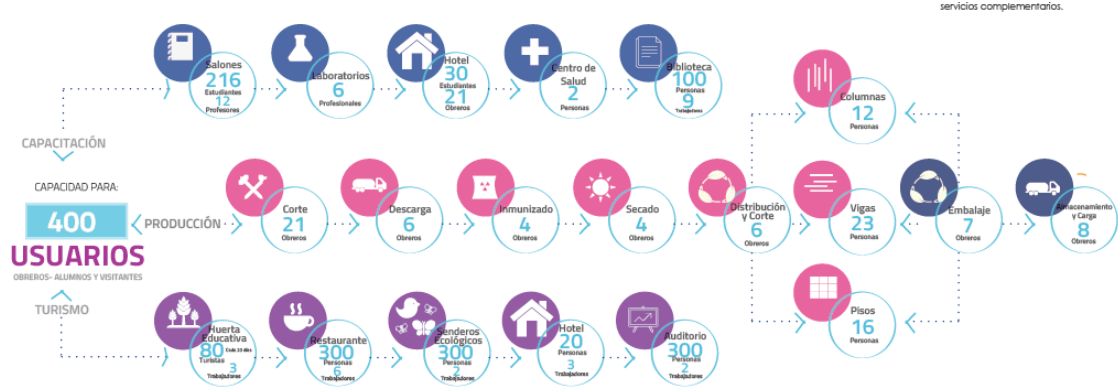 servicios complementarios.
Salones
216
Estudiantes
12
Profesores
Laboratorios
6
Profesionales
Hotel
30
Estudiantes
21
Obreros
Centro de
Salud
2
Personas
Biblioteca
100
Personas
9
Trabajadores
CAPACITACIÓN
CAPACIDAD PARA:
400
USUARIOS
OBREROS- ALUMNOS Y VISITANTES
PRODUCCIÓN
TURISMO
Corte
21
Obreros
Descarga
6
Obreros
Inmunizado
4
Obreros
Secado
4
Obreros
Distribución
y Corte
6
Obreros
Columnas
12
Personas
Vigas
23
Personas
Pisos
16
Personas
Embalaje
7
Obreros
Almacenamiento
y Carga
8
Obreros
Huerta
Educativa
80 Cada 20 días
Turistas
3
Trabajadores
Restaurante
300
Personas
6
Trabajadores
Senderos
Ecológicos
300
Personas
2
Trabajadores
Hotel
20
Personas
3
Trabajadores
Auditorio
300
Personas
2
Trabajadores